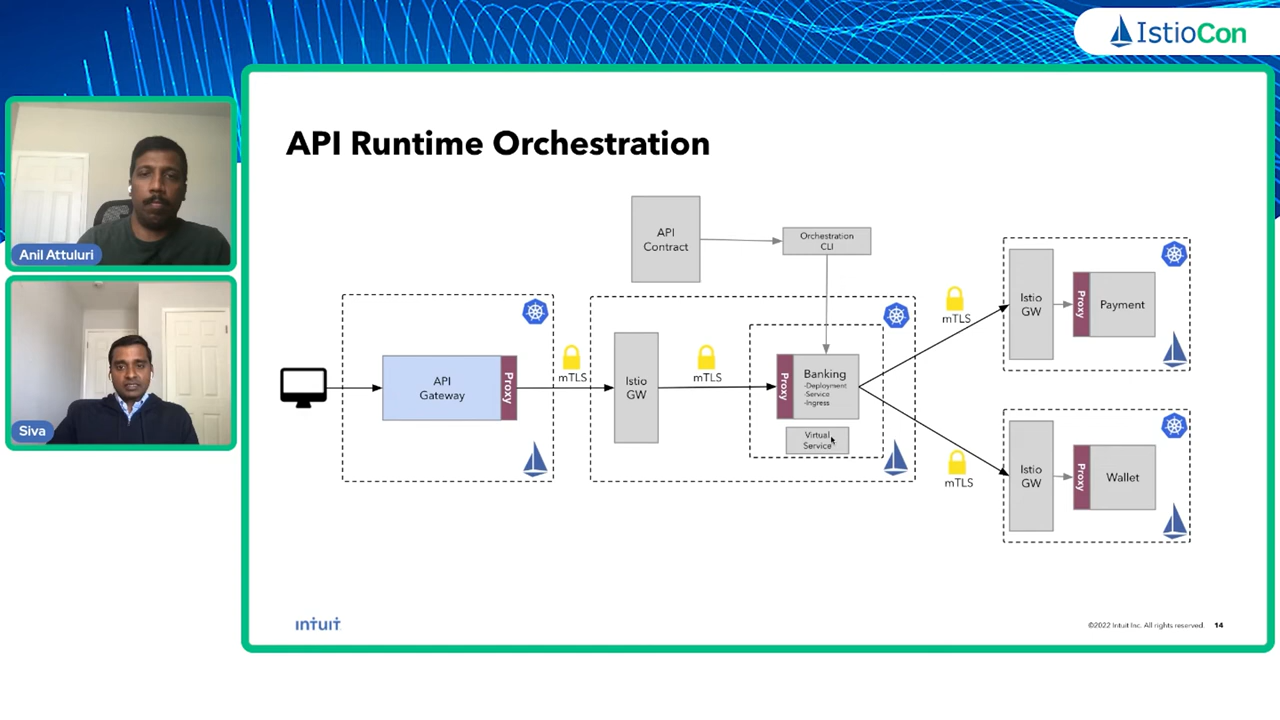 IstioCon
Anil Attuluri
Siva
API Runtime Orchestration
API
Contract
Orchestration
CLI
API
Gateway
Proxy
mTLS
Istio
GW
mTLS
Proxy
Banking
-Deployment
-Service
-Ingress
Virtual
Service
mTLS
Istio
GW
Proxy
Payment
mTLS
Istio
GW
Proxy
Wallet
intuit
©2022 Intuit Inc. All rights reserved.
14